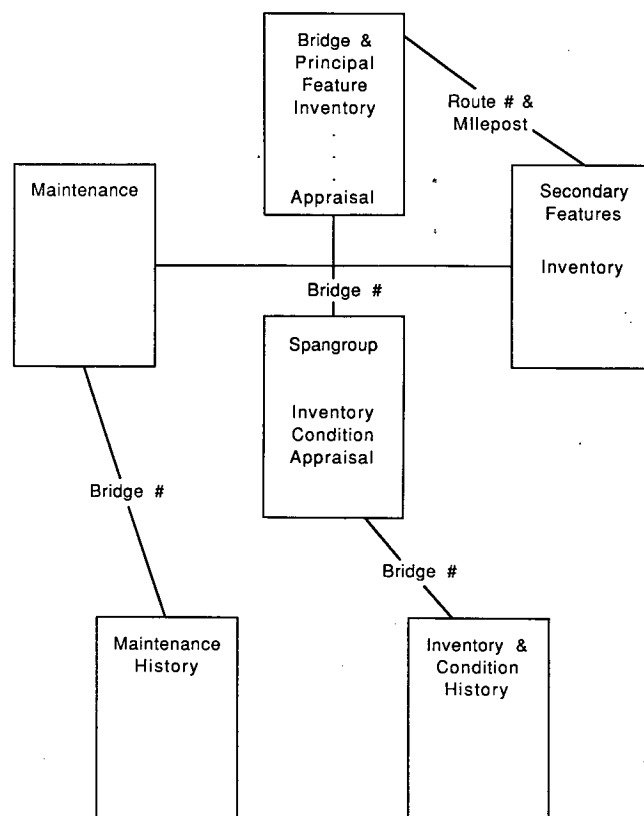 Bridge &
Principal
Feature
Inventory
.
.
.
Appraisal
Route # &
Milepost
Maintenance
Secondary
Features
Inventory
Bridge #
Spangroup
Inventory
Condition
Appraisal
Bridge #
Bridge #
Maintenance
History
Inventory &
Condition
History